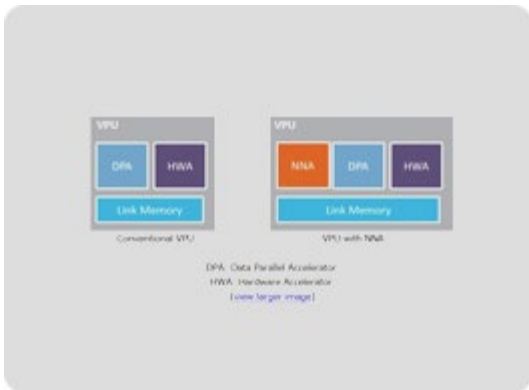 VPU
DPA HWA
Link Memory
Conventional VPU
VPU
NNA DPA HWA
Link Memory
VPU with NNA
DPA: Data Parallel Accelerator
HWA: Hardware Accelerator
[view larger image]